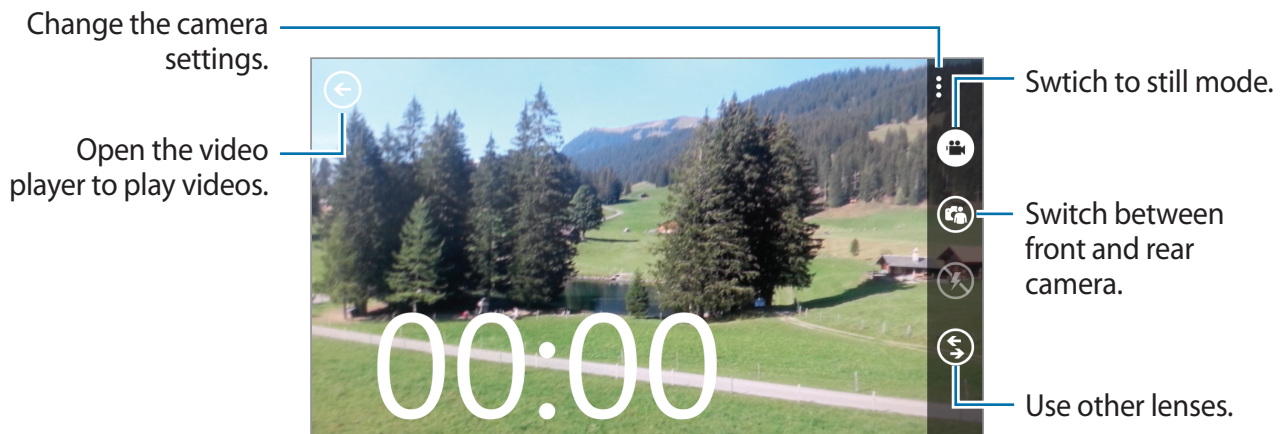 Change the camera
settings.
Open the video
player to play videos.
00:00
Swtich to still mode.
Switch between
front and rear
camera.
Use other lenses.